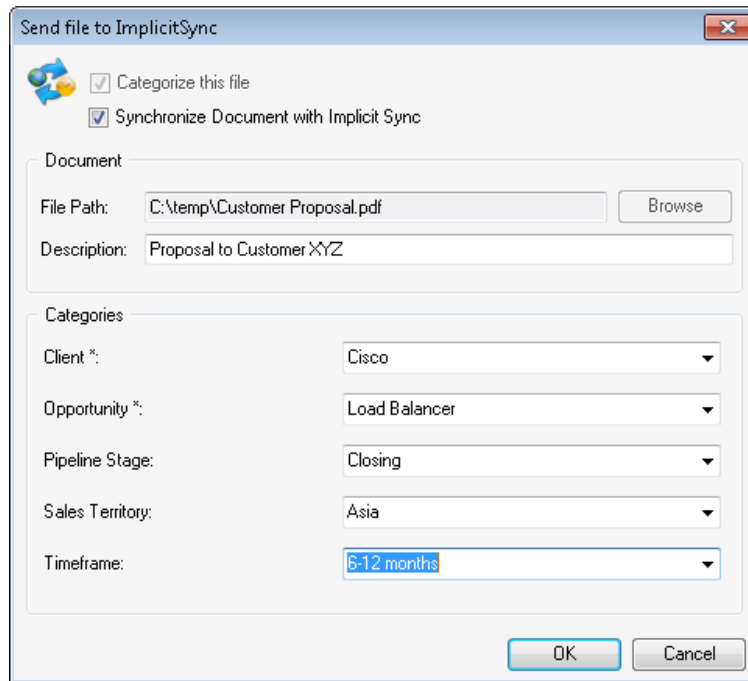 Send file to ImplicitSync
Categorize this file
Synchronize Document with Implicit Sync
Document
File Path: C:\temp\Customer Proposal.pdf Browse
Description: Proposal to Customer XYZ
Categories
Client *: Cisco
Opportunity *: Load Balancer
Pipeline Stage: Closing
Sales Territory: Asia
Timeframe: 6-12 months
OK Cancel